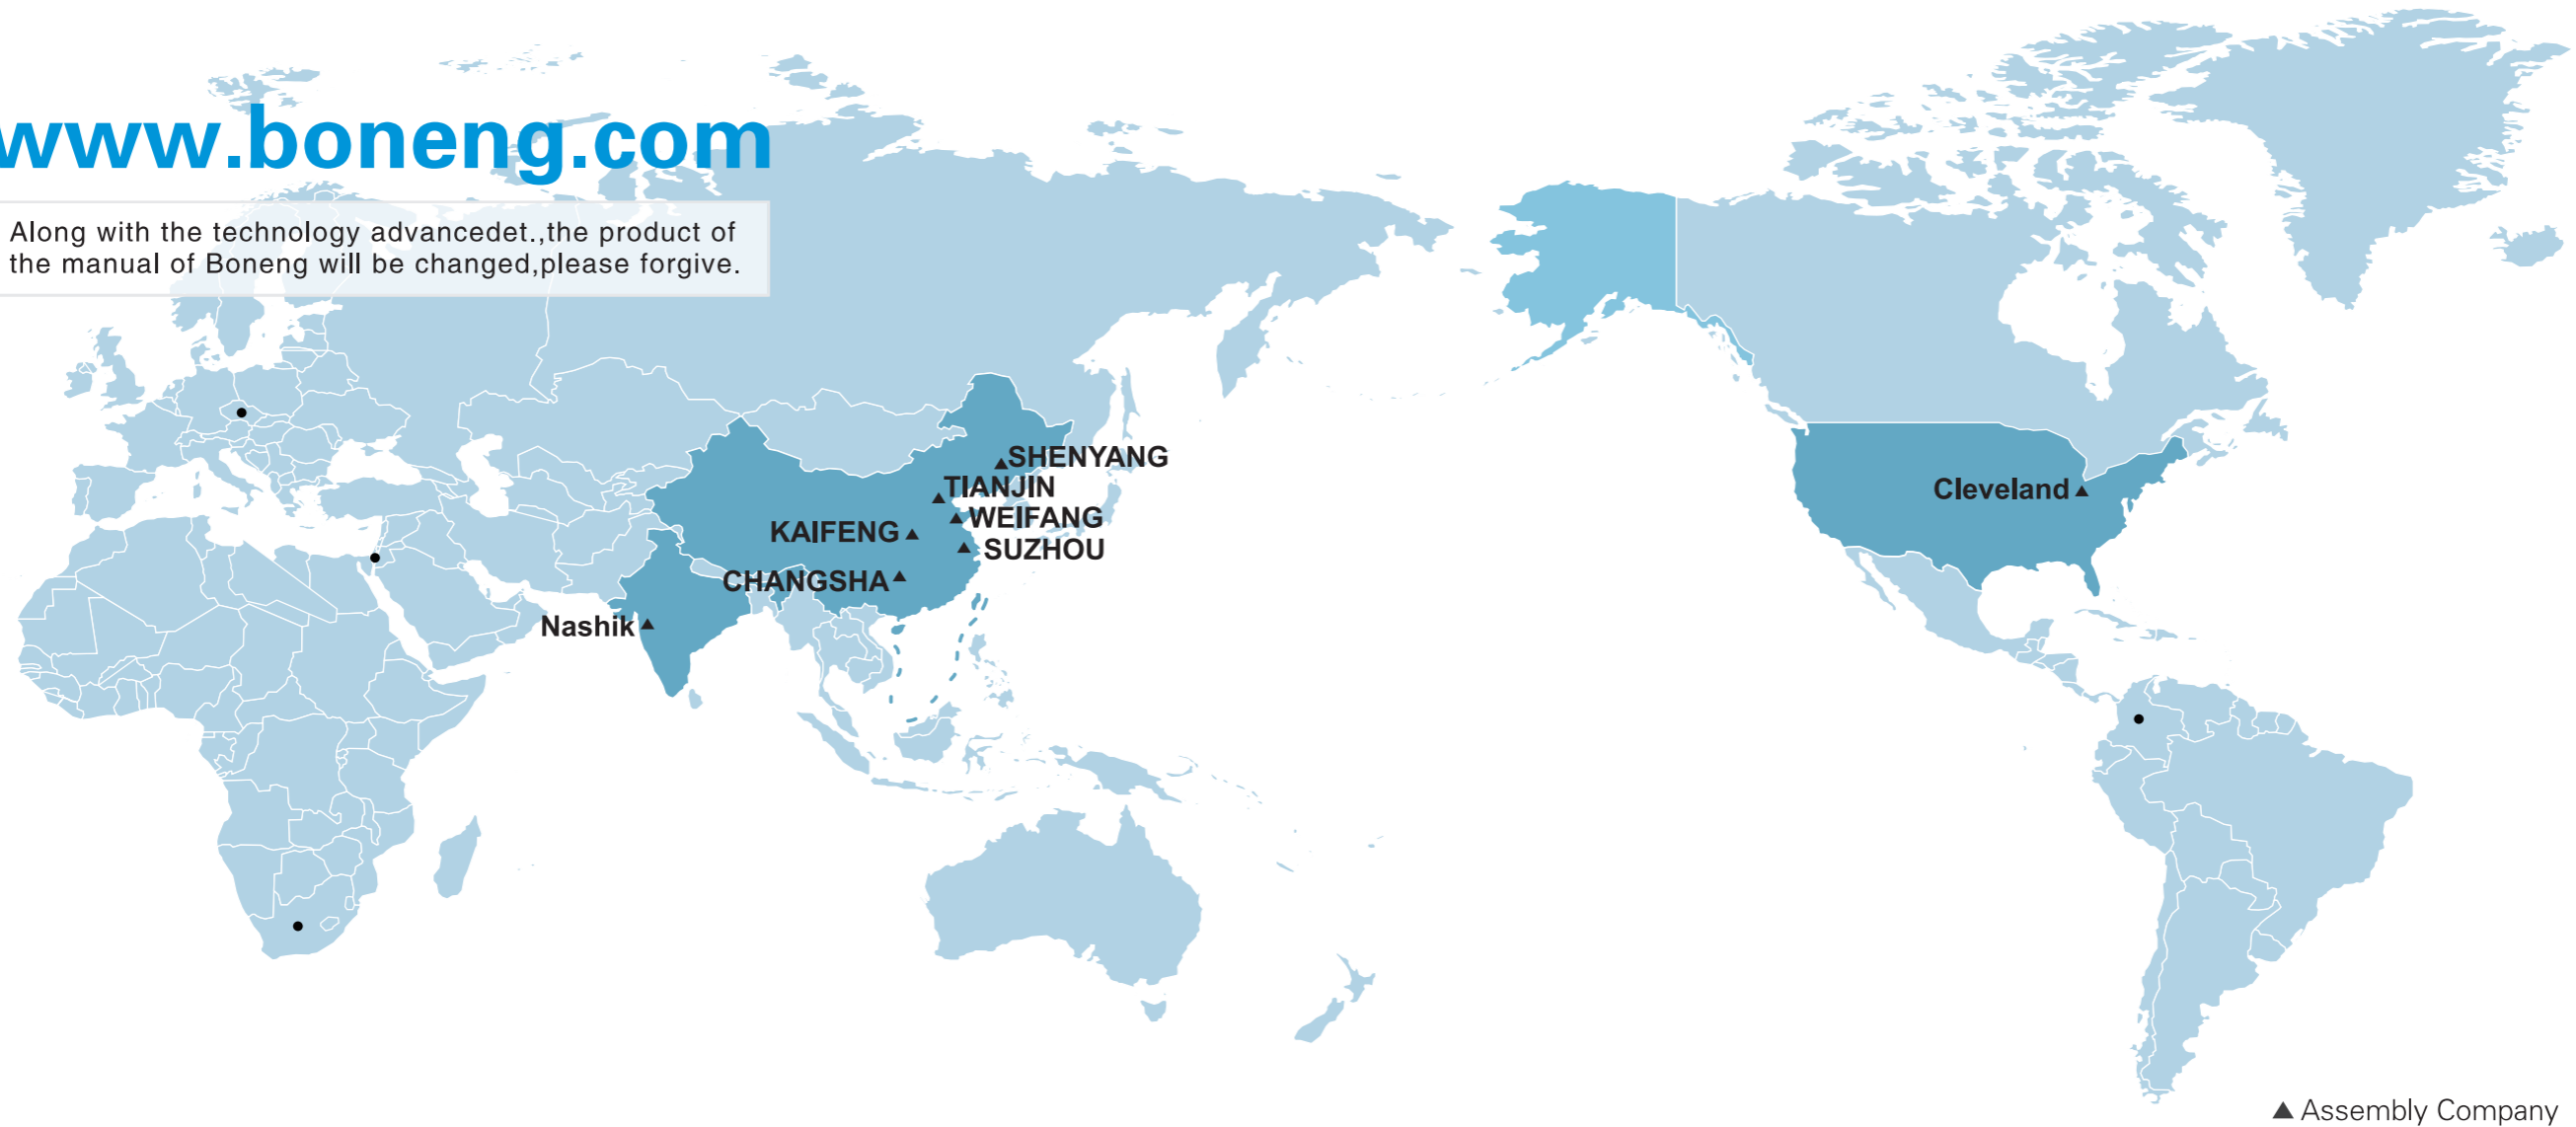 www.boneng.com
Along with the technology advancedet.,the product of
the manual of Boneng will be changed,please forgive.
SHENYANG
TIANJIN
Cleveland
WEIFANG
KAIFENG
SUZHOU
CHANGSHA
Nashik
Assembly Company